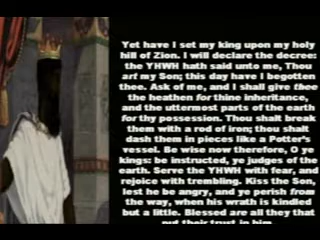 Yet have I set my king upon my holy
hill of Zion. I will declare the decree:
the YHWH hath said unto me, Thou
art my Son; this day have I begotten
thee. Ask of me, and I shall give thee
the heathen for thine inheritance,
and the uttermost parts of the earth
for thy possession. Thou shalt break
them with a rod of iron; thou shalt
dash them in pieces like a Potter's
vessel. Be wise now therefore, O ye
kings: be instructed, ye judges of the
earth. Serve the YHWH with fear, and
rejoice with trembling. Kiss the Son,
lest he be angry, and ye perish from
the way, when his wrath is kindled
but a little. Blessed are all they that
put their trust in him